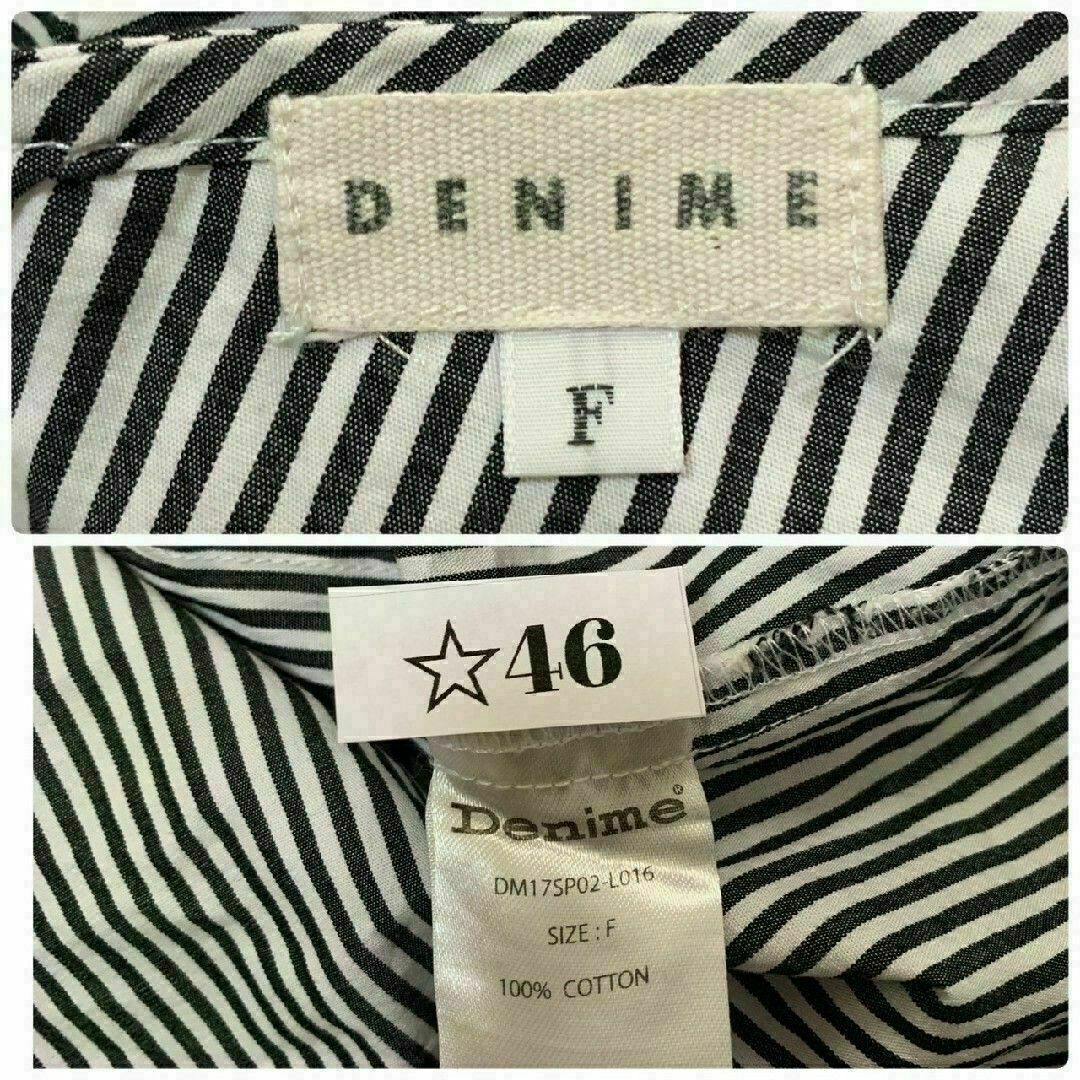 DENIME
F
☆46
Denime®
DM17SP02-L016
SIZE : F
100% COTTON